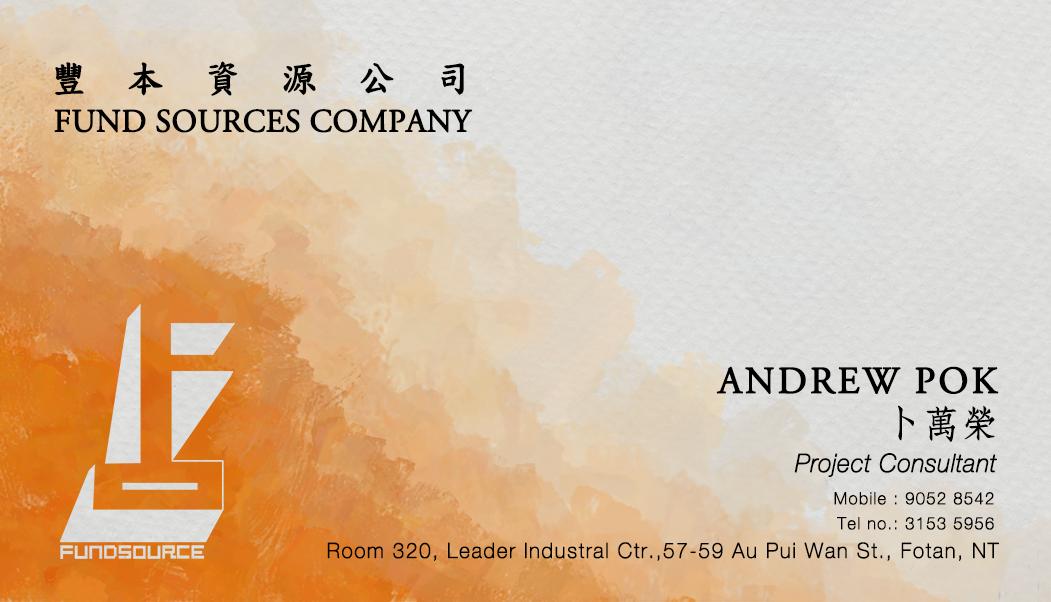 豐本資源公司
FUND SOURCES COMPANY
ANDREW POK
卜萬榮
Project Consultant
Mobile : 9052 8542
Tel no.: 3153 5956
Room 320, Leader Industral Ctr.,57-59 Au Pui Wan St., Fotan, NT
FUNDSOURCE